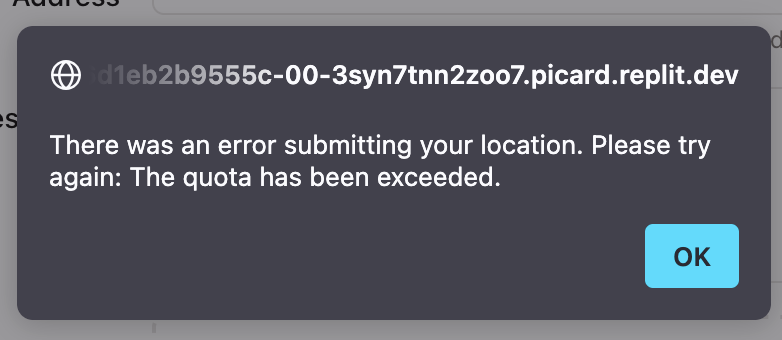 Address
d1eb2b9555c-00-3syn7tnn2zoo7.picard.replit.dev
There was an error submitting your location. Please try
again: The quota has been exceeded.
OK